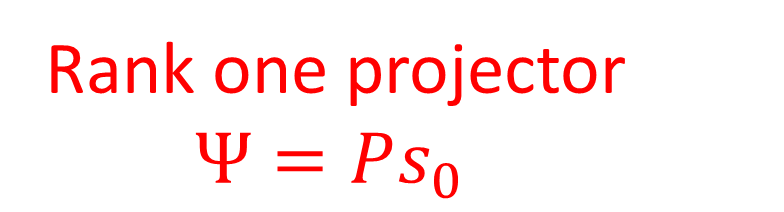 Rank one projector
Ψ = Ps₀